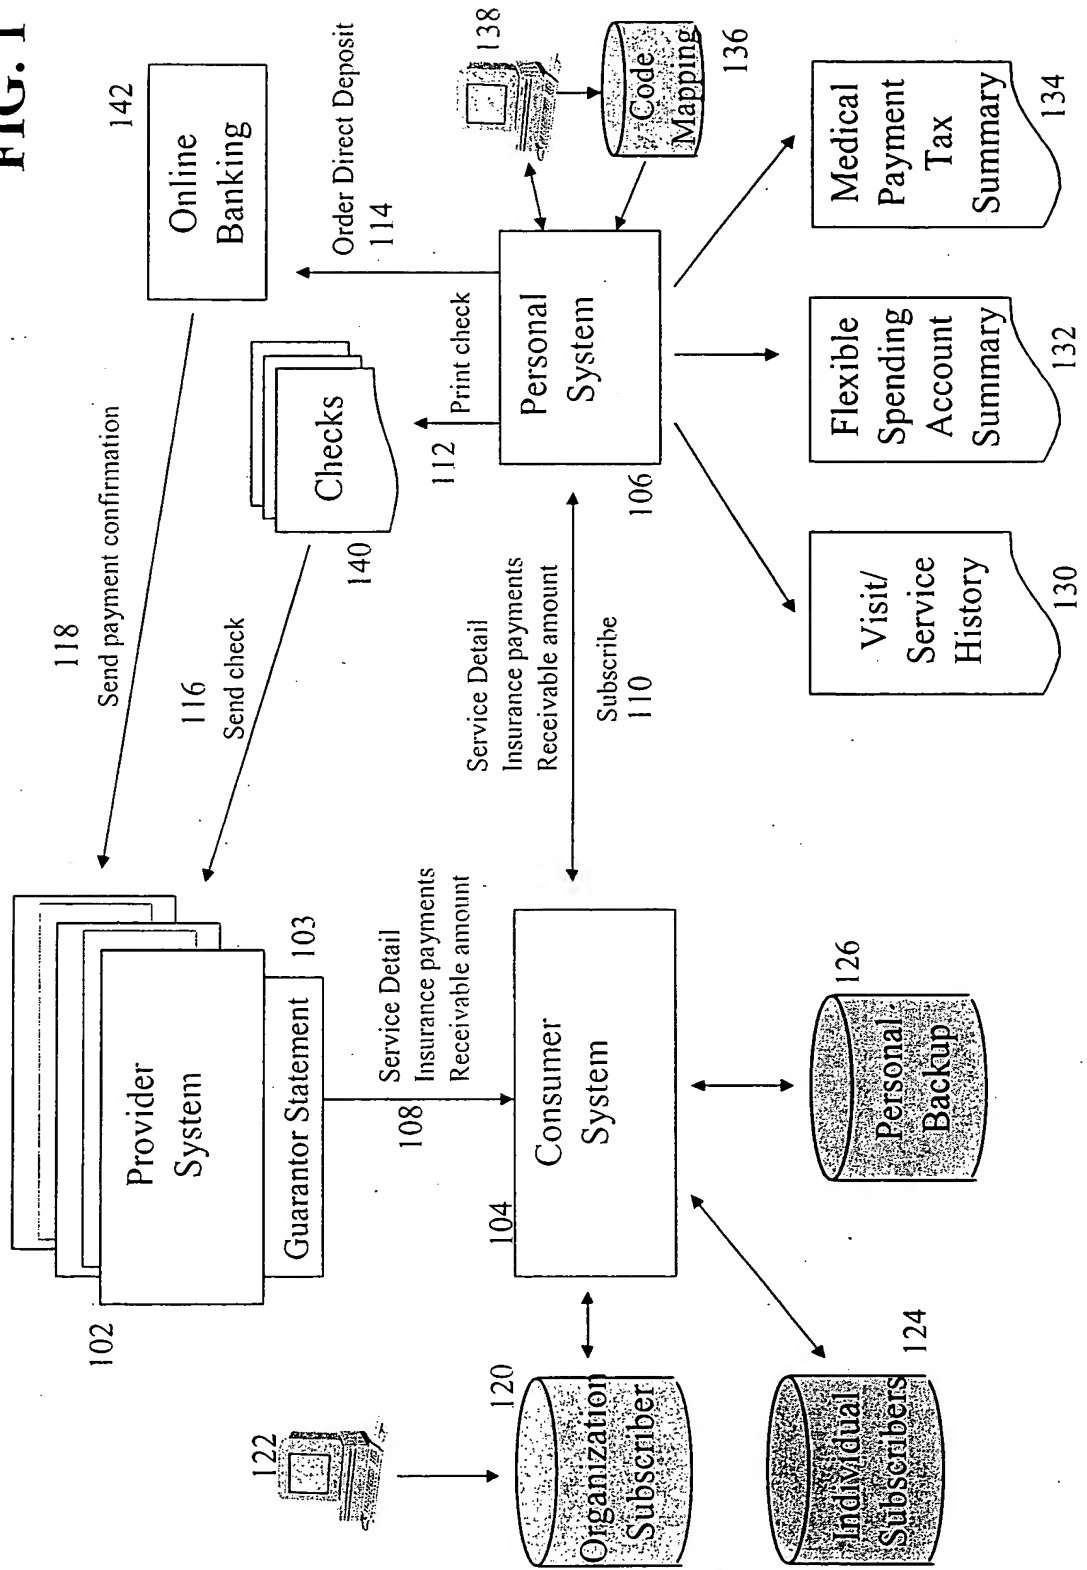 FIG. 1
142
Online
Banking
118
Send payment confirmation
116
Send check
Order Direct Deposit
114
138
Code
Mapping
136
Checks
140
Print check
112
Personal
System
106
102
Provider
System
Guarantor Statement
103
Service Detail
Insurance payments
Receivable amount
108
Service Detail
Insurance payments
Receivable amount
Subscribe
110
104
Consumer
System
122
Organization
Subscriber
120
Individual
Subscribers
124
Personal
Backup
126
Visit/
Service
History
130
Flexible
Spending
Account
Summary
132
Medical
Payment
Tax
Summary
134